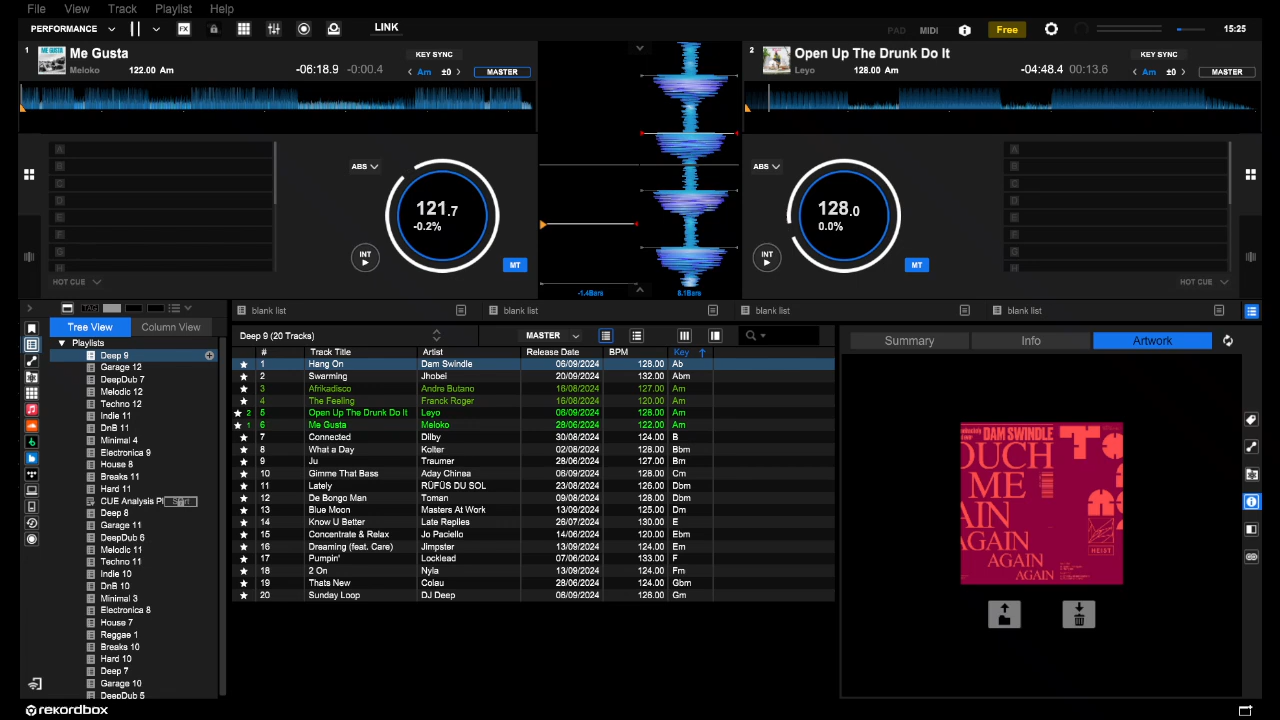 File View Track Playlist Help
PERFORMANCE FX LINK PAD MIDI Free 15:25
1 Me Gusta KEY SYNC
Meloko 122.00 Am -06:18.9 -0:00.4 Am ±0 MASTER
2 Open Up The Drunk Do It KEY SYNC
Leyo 128.00 Am -04:48.4 00:13.6 Am ±0 MASTER
A
B
C
D
E
F
G
H
HOT CUE
ABS
121.7
-0.2%
INT
MT
-1.4Bars 8.1Bars
ABS
128.0
0.0%
INT
MT
A
B
C
D
E
F
G
H
HOT CUE
TAG
blank list blank list blank list blank list
Tree View Column View
Playlists
Deep 9
Garage 12
DeepDub 7
Melodic 12
Techno 12
Indie 11
DnB 11
Minimal 4
Electronica 9
House 8
Breaks 11
Hard 11
CUE Analysis Pl Start
Deep 8
Garage 11
DeepDub 6
Melodic 11
Techno 11
Indie 10
DnB 10
Minimal 3
Electronica 8
House 7
Reggae 1
Breaks 10
Hard 10
Deep 7
Garage 10
DeepDub 5
Deep 9 (20 Tracks) MASTER
# Track Title Artist Release Date BPM Key
1 Hang On Dam Swindle 06/09/2024 128.00 Ab
2 Swarming Jhobei 20/09/2024 132.00 Abm
3 Afrikadisco Andre Butano 16/08/2024 127.00 Am
4 The Feeling Franck Roger 16/08/2024 120.00 Am
2 5 Open Up The Drunk Do It Leyo 06/09/2024 128.00 Am
1 6 Me Gusta Meloko 28/06/2024 122.00 Am
7 Connected Dilby 30/08/2024 124.00 B
8 What a Day Kolter 02/08/2024 128.00 Bbm
9 Ju Traumer 26/07/2024 127.00 Bm
10 Gimme That Bass Aday Chinea 06/09/2024 128.00 Cm
11 Lately RÜFÜS DU SOL 23/08/2024 126.00 Dbm
12 De Bongo Man Toman 06/09/2024 128.00 Dbm
13 Blue Moon Masters At Work 13/09/2024 125.00 Dm
14 Know U Better Late Replies 26/07/2024 130.00 E
15 Concentrate & Relax Jo Paciello 14/06/2024 120.00 Ebm
16 Dreaming (feat. Care) Jimpster 13/09/2024 124.00 Em
17 Pumpin' Locklead 07/06/2024 133.00 F
18 2 On Nyla 13/09/2024 124.00 Fm
19 Thats New Colau 28/06/2024 124.00 Gbm
20 Sunday Loop DJ Deep 06/09/2024 126.00 Gm
Summary Info Artwork
DAM SWINDLE
TOUCH
ME
AGAIN
AGAIN
AGAIN
AGAIN
HEIST
rekordbox